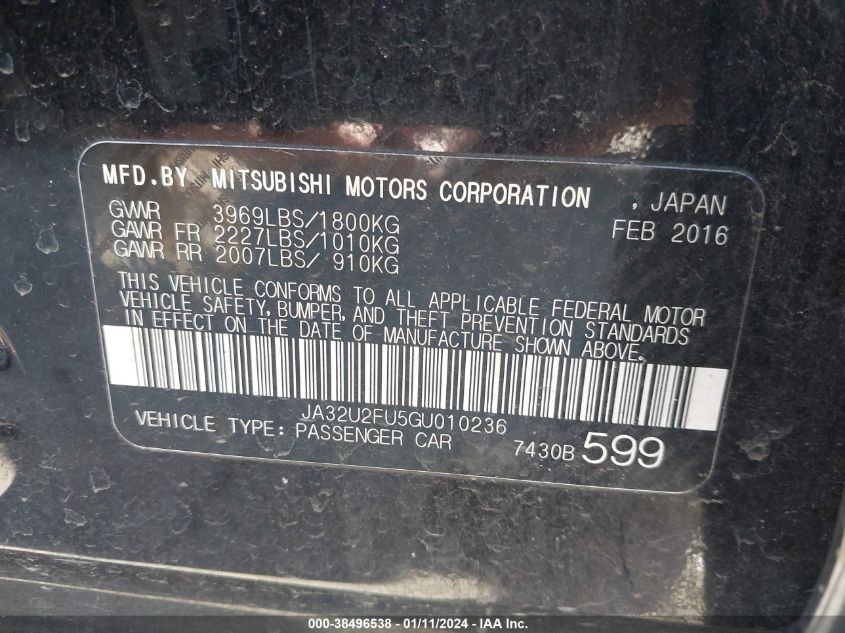 MFD.BY MITSUBISHI MOTORS CORPORATION , JAPAN
GVWR 3969LBS/1800KG FEB 2016
GAWR FR 2227LBS/1010KG
GAWR RR 2007LBS/ 910KG
THIS VEHICLE CONFORMS TO ALL APPLICABLE FEDERAL MOTOR
VEHICLE SAFETY, BUMPER, AND THEFT PREVENTION STANDARDS
IN EFFECT ON THE DATE OF MANUFACTURE SHOWN ABOVE.
JA32U2FU5GU010236
VEHICLE TYPE: PASSENGER CAR 7430B 599
000-38496538 - 01/11/2024 - IAA Inc.